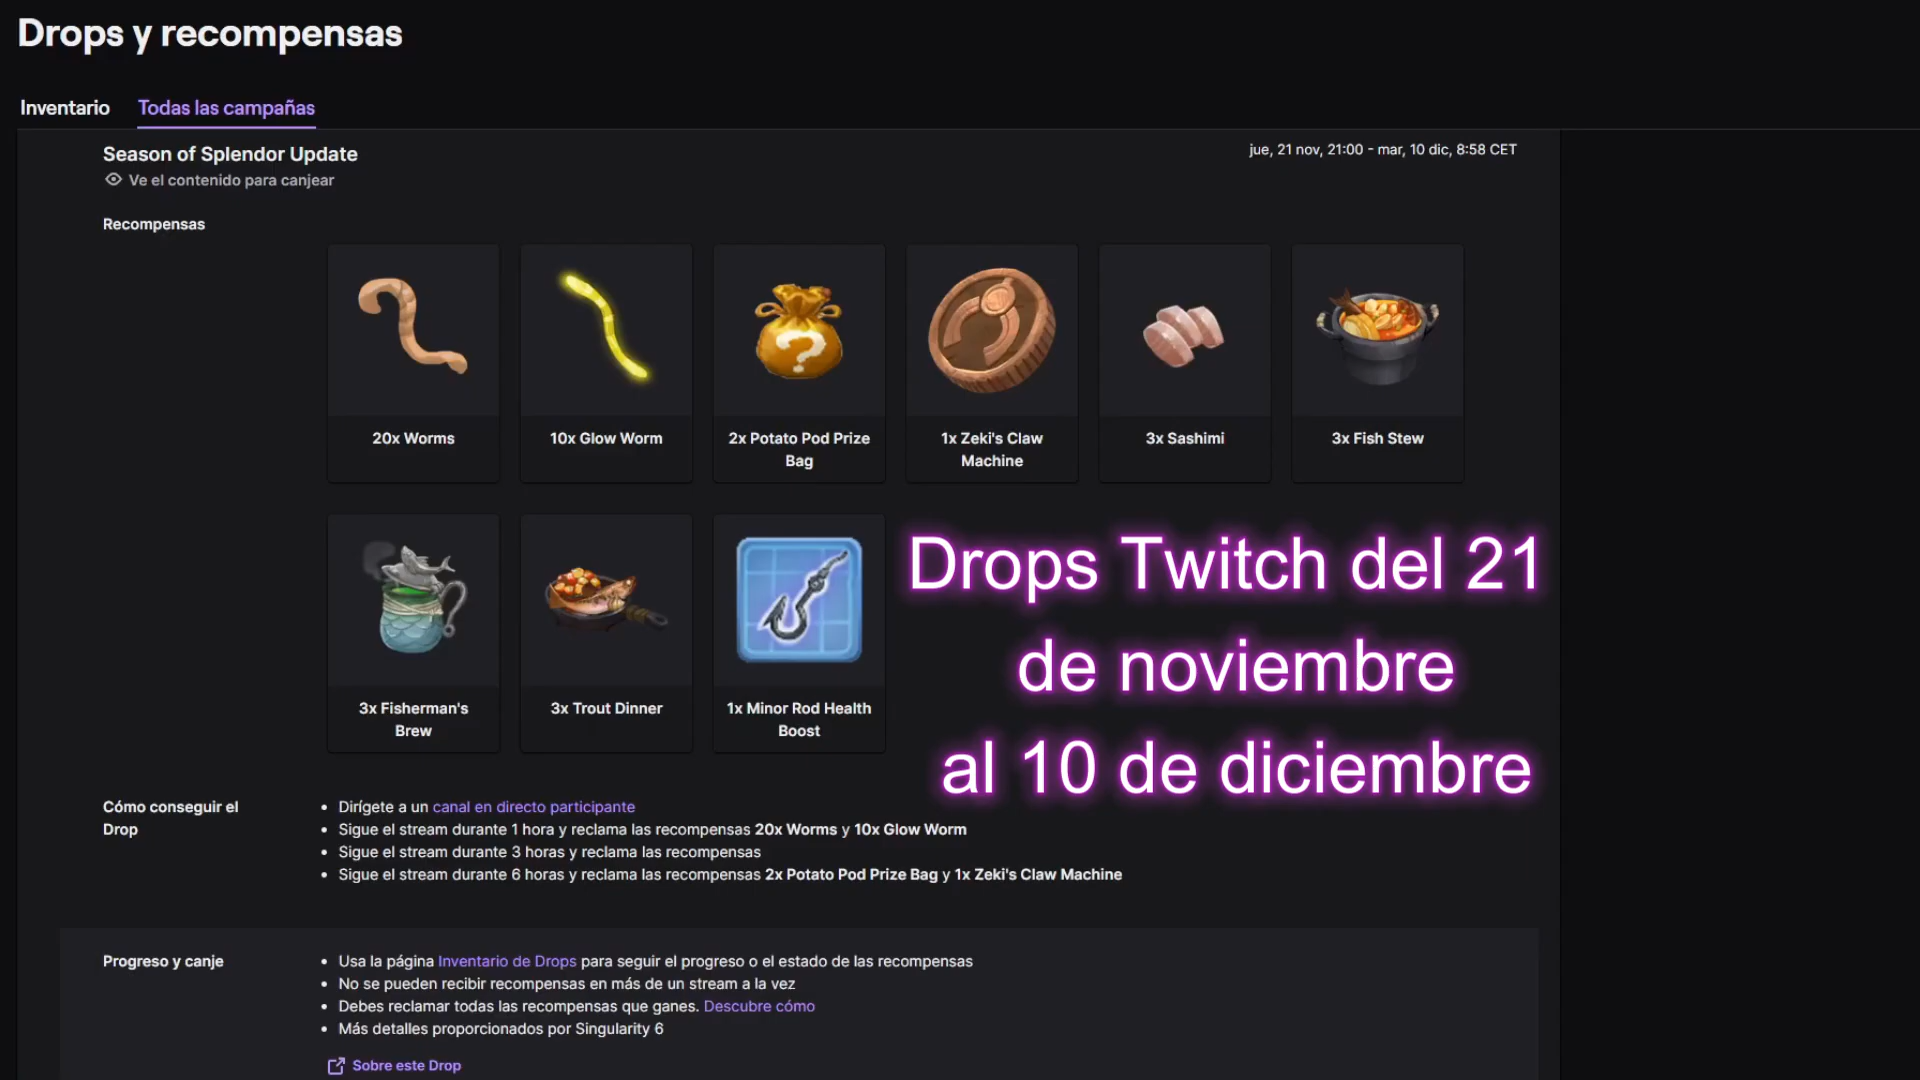 Drops y recompensas
Inventario
Todas las campañas
Season of Splendor Update
jue, 21 nov, 21:00 - mar, 10 dic, 8:58 CET
Ve el contenido para canjear
Recompensas
20x Worms
10x Glow Worm
2x Potato Pod Prize
Bag
1x Zeki's Claw
Machine
3x Sashimi
3x Fish Stew
3x Fisherman's
Brew
3x Trout Dinner
1x Minor Rod Health
Boost
Drops Twitch del 21
de noviembre
al 10 de diciembre
Cómo conseguir el
Drop
• Dirígete a un canal en directo participante
• Sigue el stream durante 1 hora y reclama las recompensas 20x Worms y 10x Glow Worm
• Sigue el stream durante 3 horas y reclama las recompensas
• Sigue el stream durante 6 horas y reclama las recompensas 2x Potato Pod Prize Bag y 1x Zeki's Claw Machine
Progreso y canje
• Usa la página Inventario de Drops para seguir el progreso o el estado de las recompensas
• No se pueden recibir recompensas en más de un stream a la vez
• Debes reclamar todas las recompensas que ganes. Descubre cómo
• Más detalles proporcionados por Singularity 6
Sobre este Drop